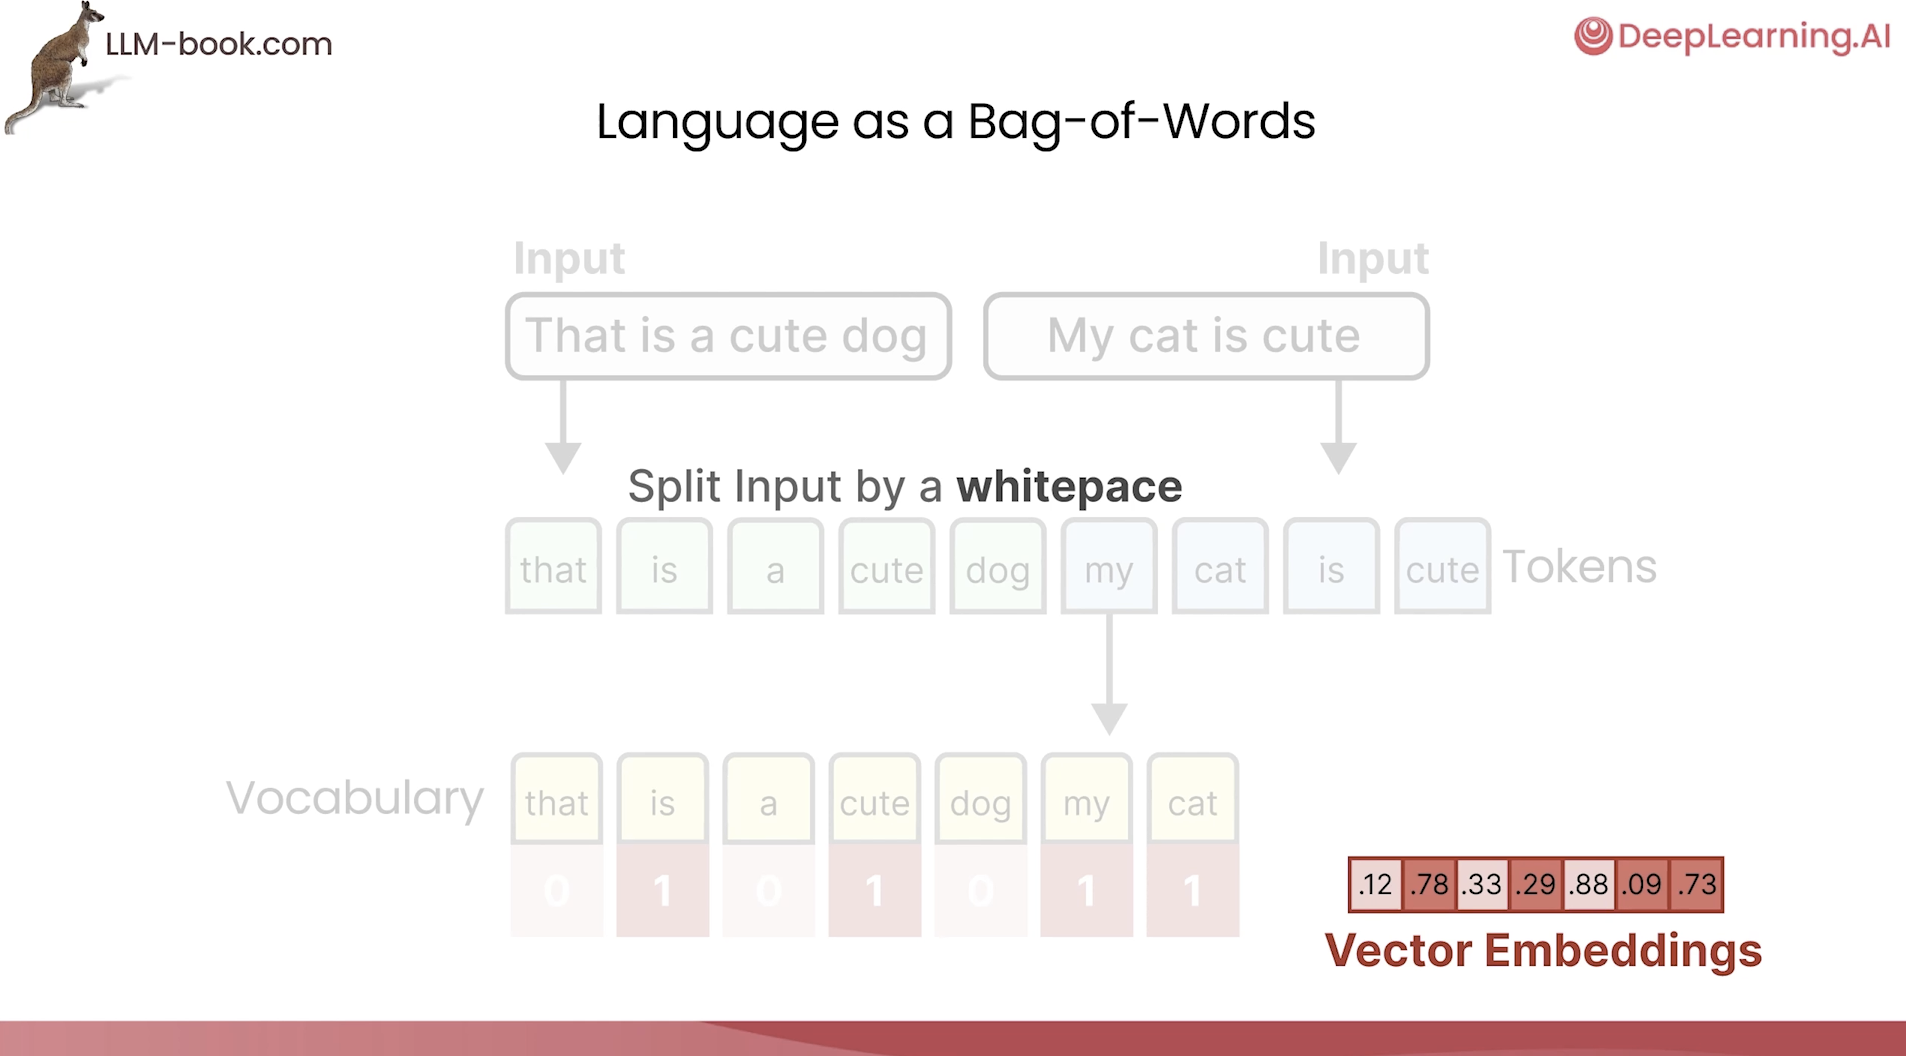 LLM-book.com
DeepLearning.AI
Language as a Bag-of-Words
Input
Input
That is a cute dog
My cat is cute
Split Input by a whitepace
that is a cute dog my cat is cute Tokens
Vocabulary that is a cute dog my cat
0 1 0 1 0 1 1
.12 .78 .33 .29 .88 .09 .73
Vector Embeddings